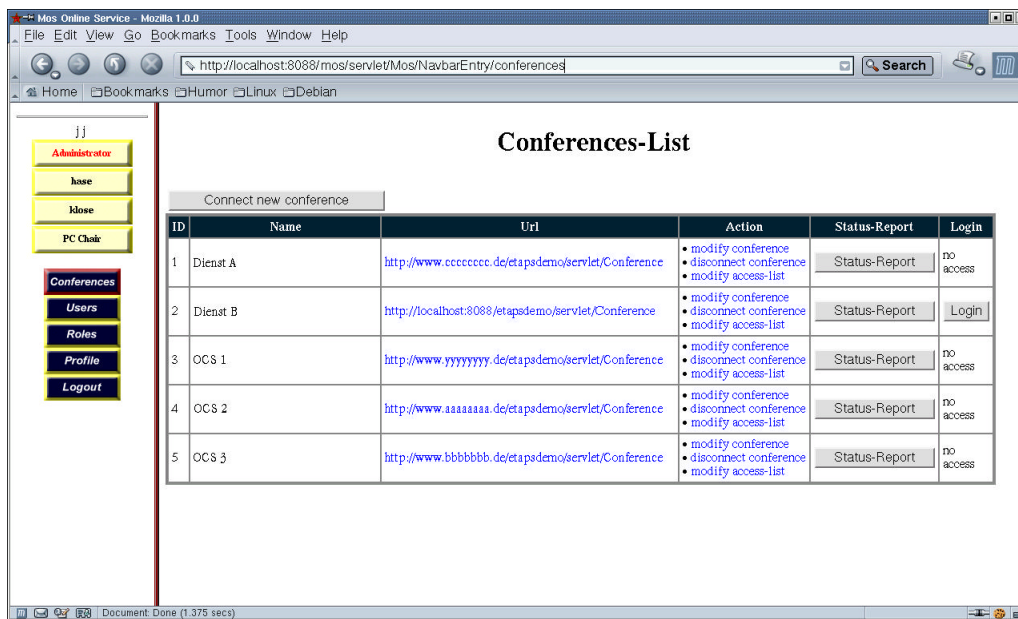 Mos Online Service - Mozilla 1.0.0
File Edit View Go Bookmarks Tools Window Help
http://localhost:8088/mos/servlet/Mos/NavbarEntry/conferences
Search
Home Bookmarks Humor Linux Debian
jj
Administrator
hase
klose
PC Chair
Conferences
Users
Roles
Profile
Logout
Conferences-List
Connect new conference
ID Name Url Action Status-Report Login
1 Dienst A http://www.cccccccc.de/etapsdemo/servlet/Conference • modify conference
• disconnect conference
• modify access-list
Status-Report no
access
2 Dienst B http://localhost:8088/etapsdemo/servlet/Conference • modify conference
• disconnect conference
• modify access-list
Status-Report Login
3 OCS 1 http://www.yyyyyyyy.de/etapsdemo/servlet/Conference • modify conference
• disconnect conference
• modify access-list
Status-Report no
access
4 OCS 2 http://www.aaaaaaaa.de/etapsdemo/servlet/Conference • modify conference
• disconnect conference
• modify access-list
Status-Report no
access
5 OCS 3 http://www.bbbbbbb.de/etapsdemo/servlet/Conference • modify conference
• disconnect conference
• modify access-list
Status-Report no
access
Document: Done (1.375 secs)